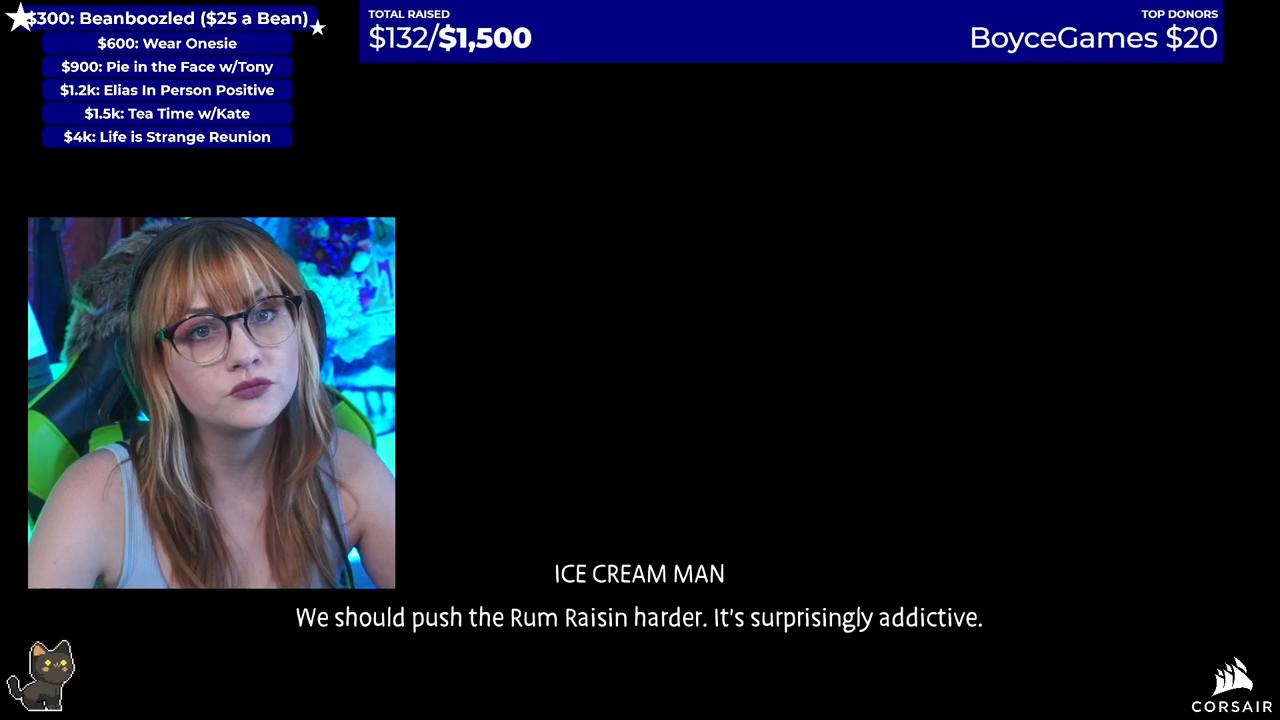 $300: Beanboozled ($25 a Bean)
$600: Wear Onesie
$900: Pie in the Face w/Tony
$1.2k: Elias In Person Positive
$1.5k: Tea Time w/Kate
$4k: Life is Strange Reunion
TOTAL RAISED
$132/$1,500
TOP DONORS
BoyceGames $20
ICE CREAM MAN
We should push the Rum Raisin harder. It's surprisingly addictive.
CORSAIR